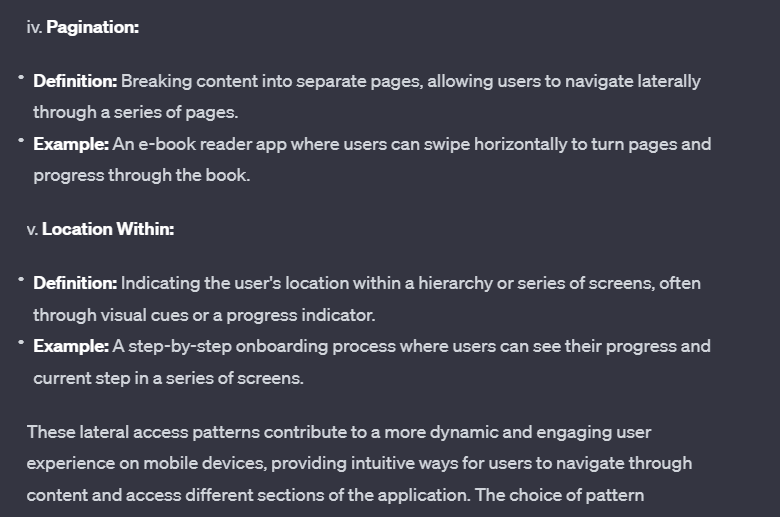 iv. Pagination:
• Definition: Breaking content into separate pages, allowing users to navigate laterally
through a series of pages.
• Example: An e-book reader app where users can swipe horizontally to turn pages and
progress through the book.
v. Location Within:
• Definition: Indicating the user's location within a hierarchy or series of screens, often
through visual cues or a progress indicator.
• Example: A step-by-step onboarding process where users can see their progress and
current step in a series of screens.
These lateral access patterns contribute to a more dynamic and engaging user
experience on mobile devices, providing intuitive ways for users to navigate through
content and access different sections of the application. The choice of pattern